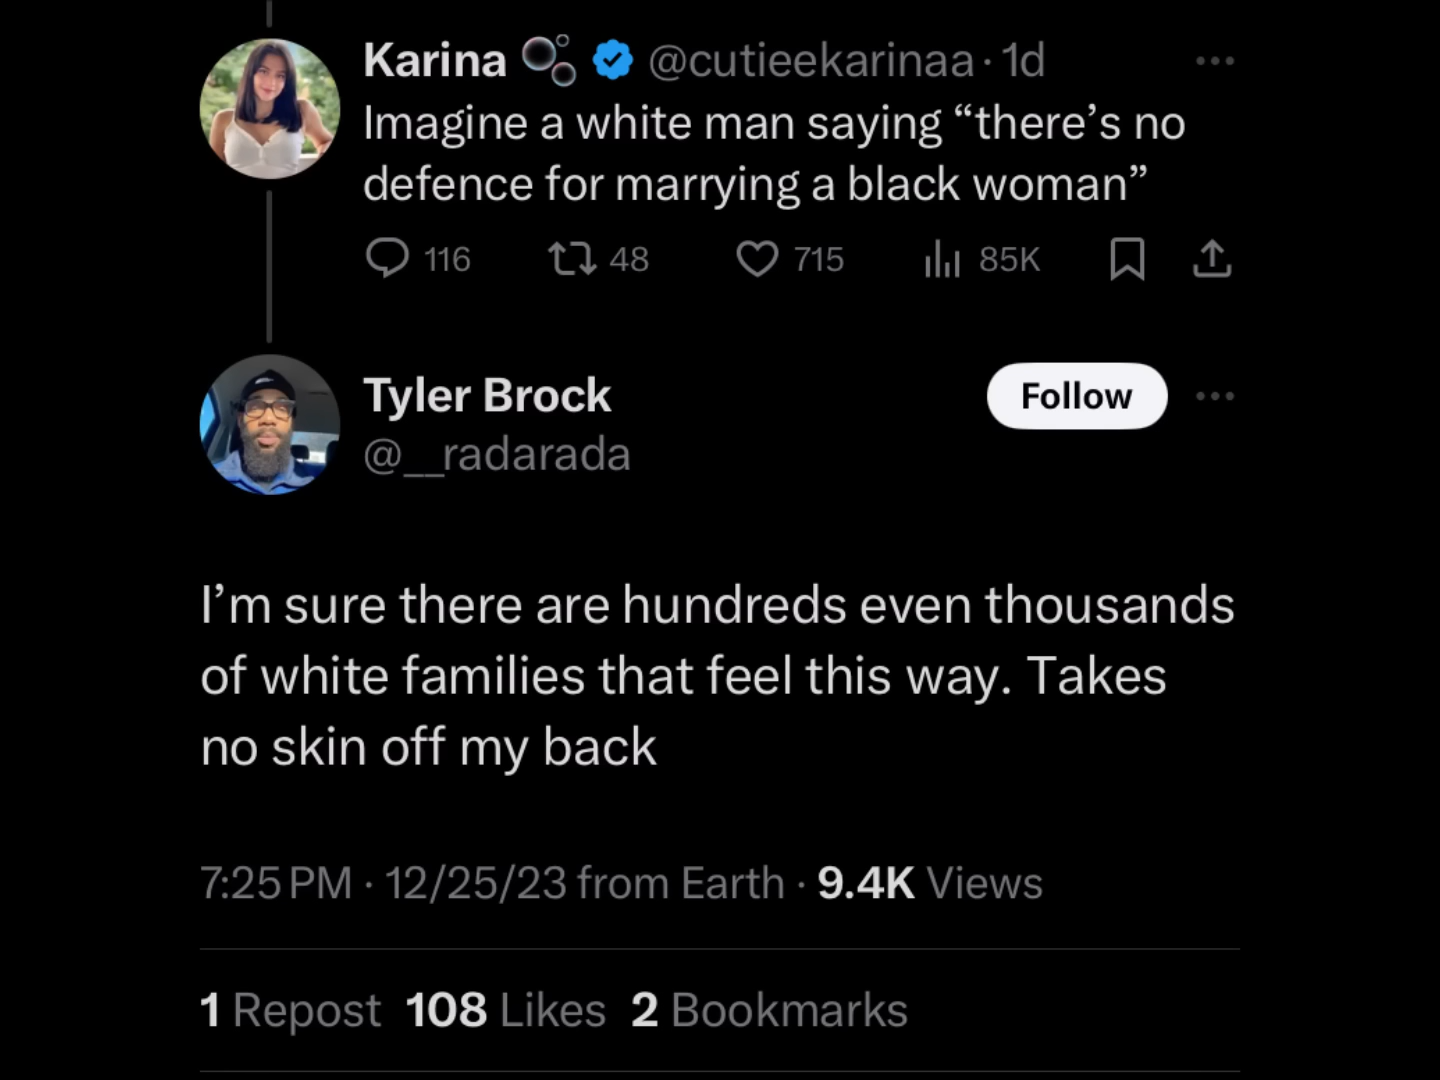 Karina @cutieekarinaa · 1d
Imagine a white man saying “there’s no
defence for marrying a black woman”
116 48 715 85K
Tyler Brock
Follow
@__radarada
I’m sure there are hundreds even thousands
of white families that feel this way. Takes
no skin off my back
7:25 PM · 12/25/23 from Earth · 9.4K Views
1 Repost 108 Likes 2 Bookmarks